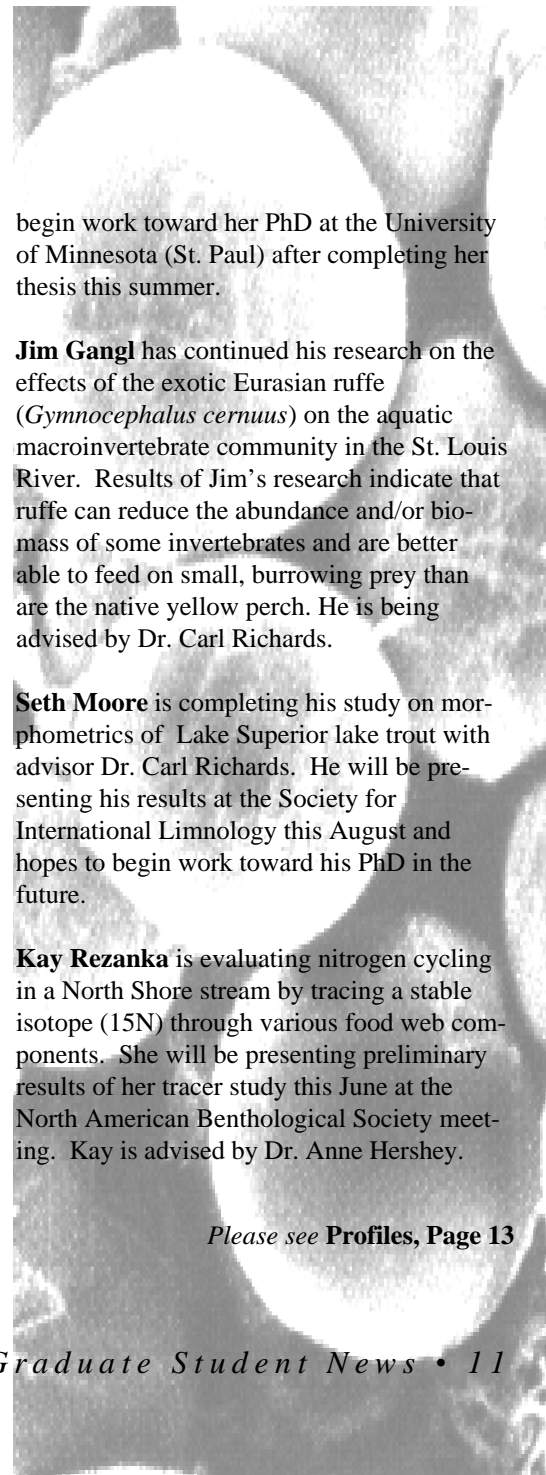 begin work toward her PhD at the University
of Minnesota (St. Paul) after completing her
thesis this summer.
Jim Gangl has continued his research on the
effects of the exotic Eurasian ruffe
(Gymnocephalus cernuus) on the aquatic
macroinvertebrate community in the St. Louis
River.  Results of Jim's research indicate that
ruffe can reduce the abundance and/or bio-
mass of some invertebrates and are better
able to feed on small, burrowing prey than
are the native yellow perch. He is being
advised by Dr. Carl Richards.
Seth Moore is completing his study on mor-
phometrics of  Lake Superior lake trout with
advisor Dr. Carl Richards.  He will be pre-
senting his results at the Society for
International Limnology this August and
hopes to begin work toward his PhD in the
future.
Kay Rezanka is evaluating nitrogen cycling
in a North Shore stream by tracing a stable
isotope (15N) through various food web com-
ponents.  She will be presenting preliminary
results of her tracer study this June at the
North American Benthological Society meet-
ing.  Kay is advised by Dr. Anne Hershey.
Please see Profiles, Page 13
Graduate Student News • 11